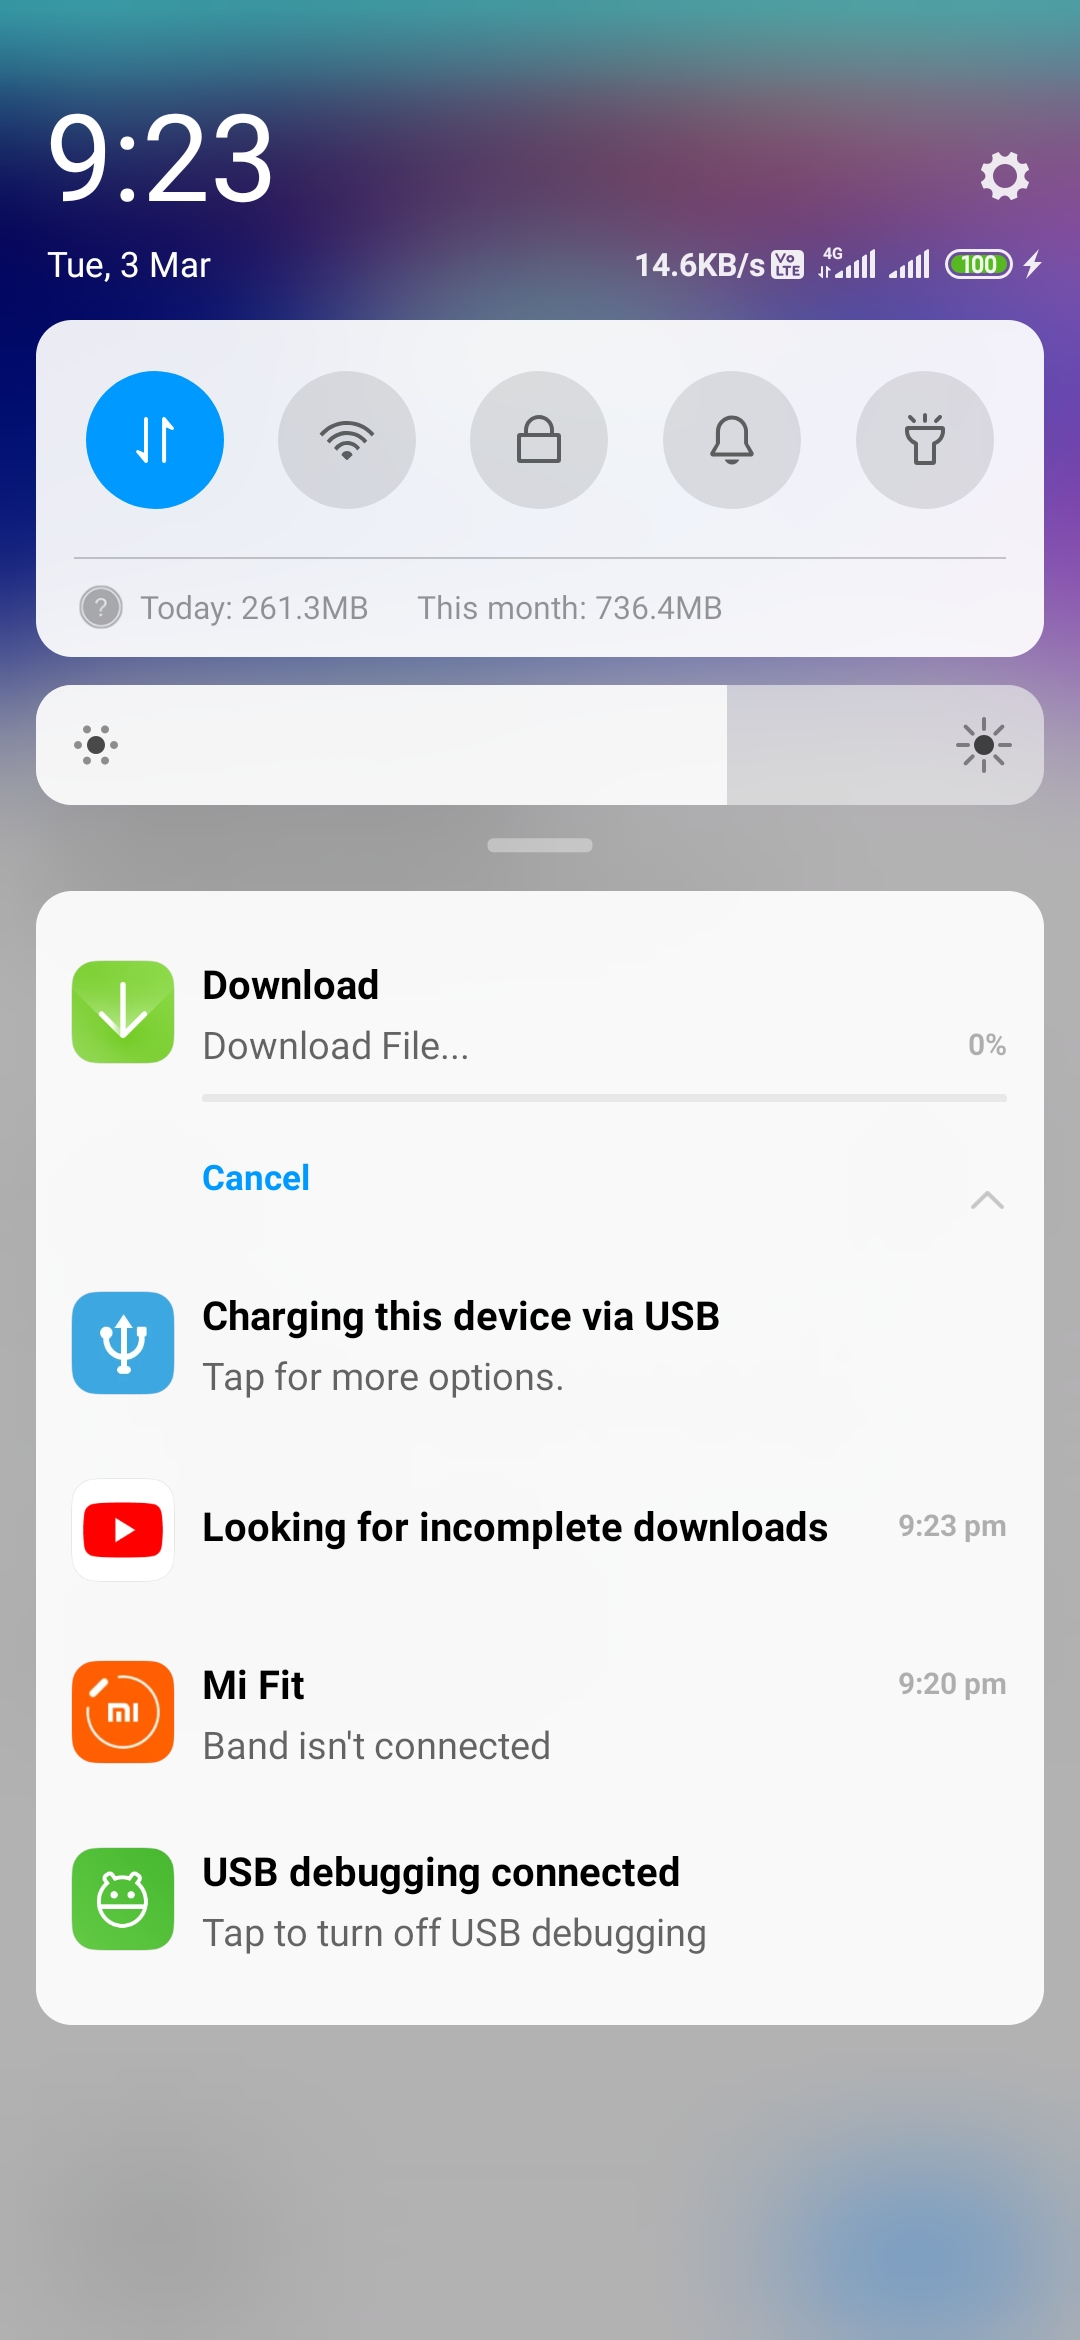 9:23
Tue, 3 Mar
14.6KB/s Vo LTE 4G 100
?
Today: 261.3MB This month: 736.4MB
Download
Download File...
0%
Cancel
Charging this device via USB
Tap for more options.
Looking for incomplete downloads
9:23 pm
mi
Mi Fit
9:20 pm
Band isn't connected
USB debugging connected
Tap to turn off USB debugging